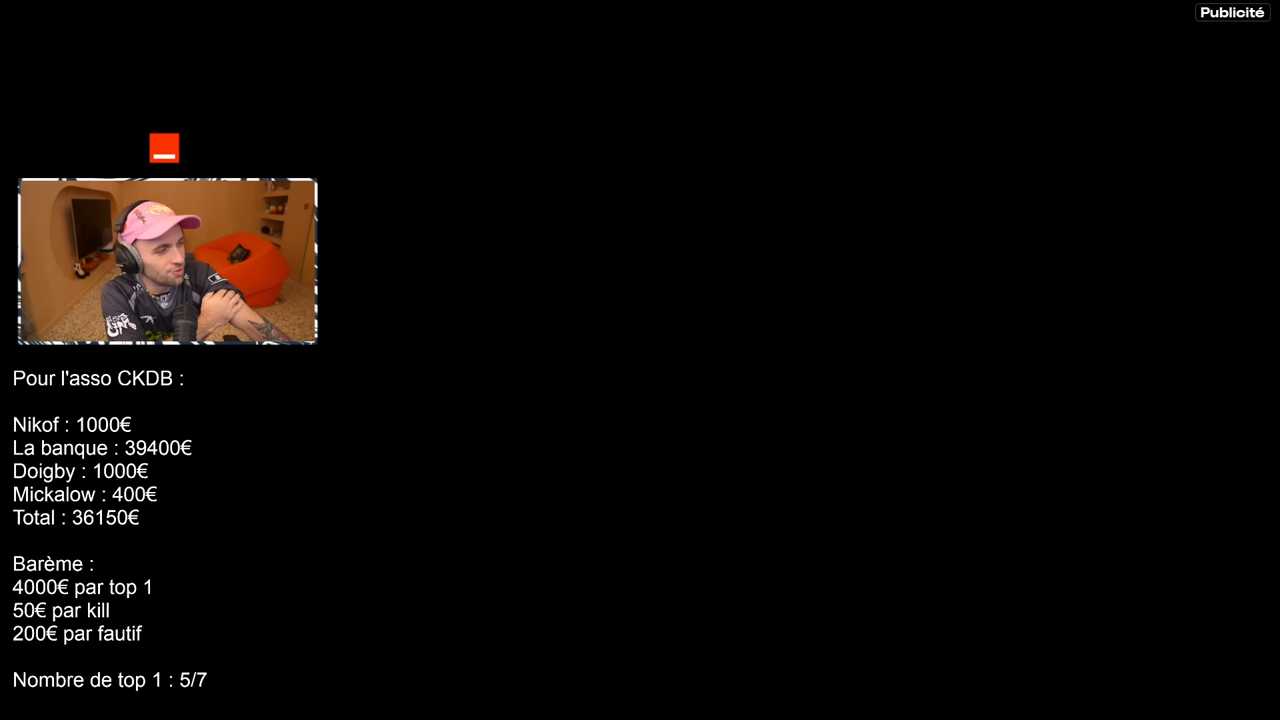 Publicité
Pour l'asso CKDB :
Nikof : 1000€
La banque : 39400€
Doigby : 1000€
Mickalow : 400€
Total : 36150€
Barème :
4000€ par top 1
50€ par kill
200€ par fautif
Nombre de top 1 : 5/7